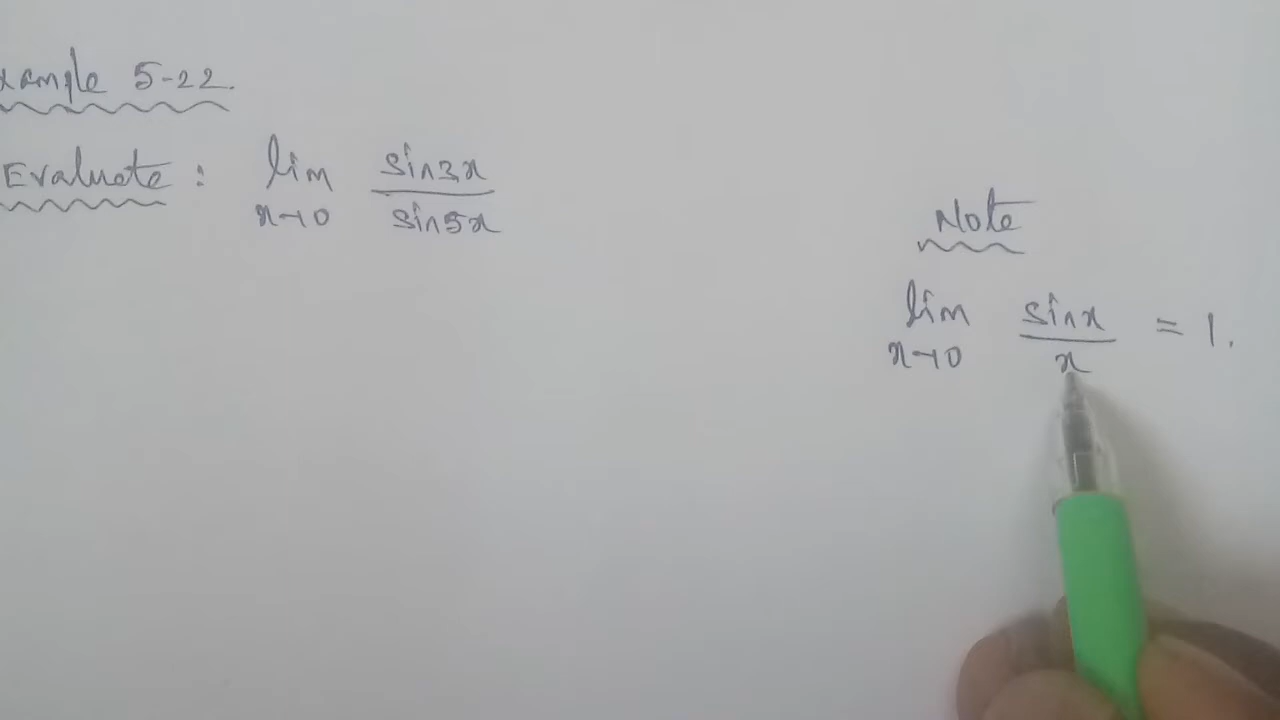 xample 5-22.
Evaluate : lim x→0 sin3x / sin5x
Note
lim x→0 sinx / x = 1.